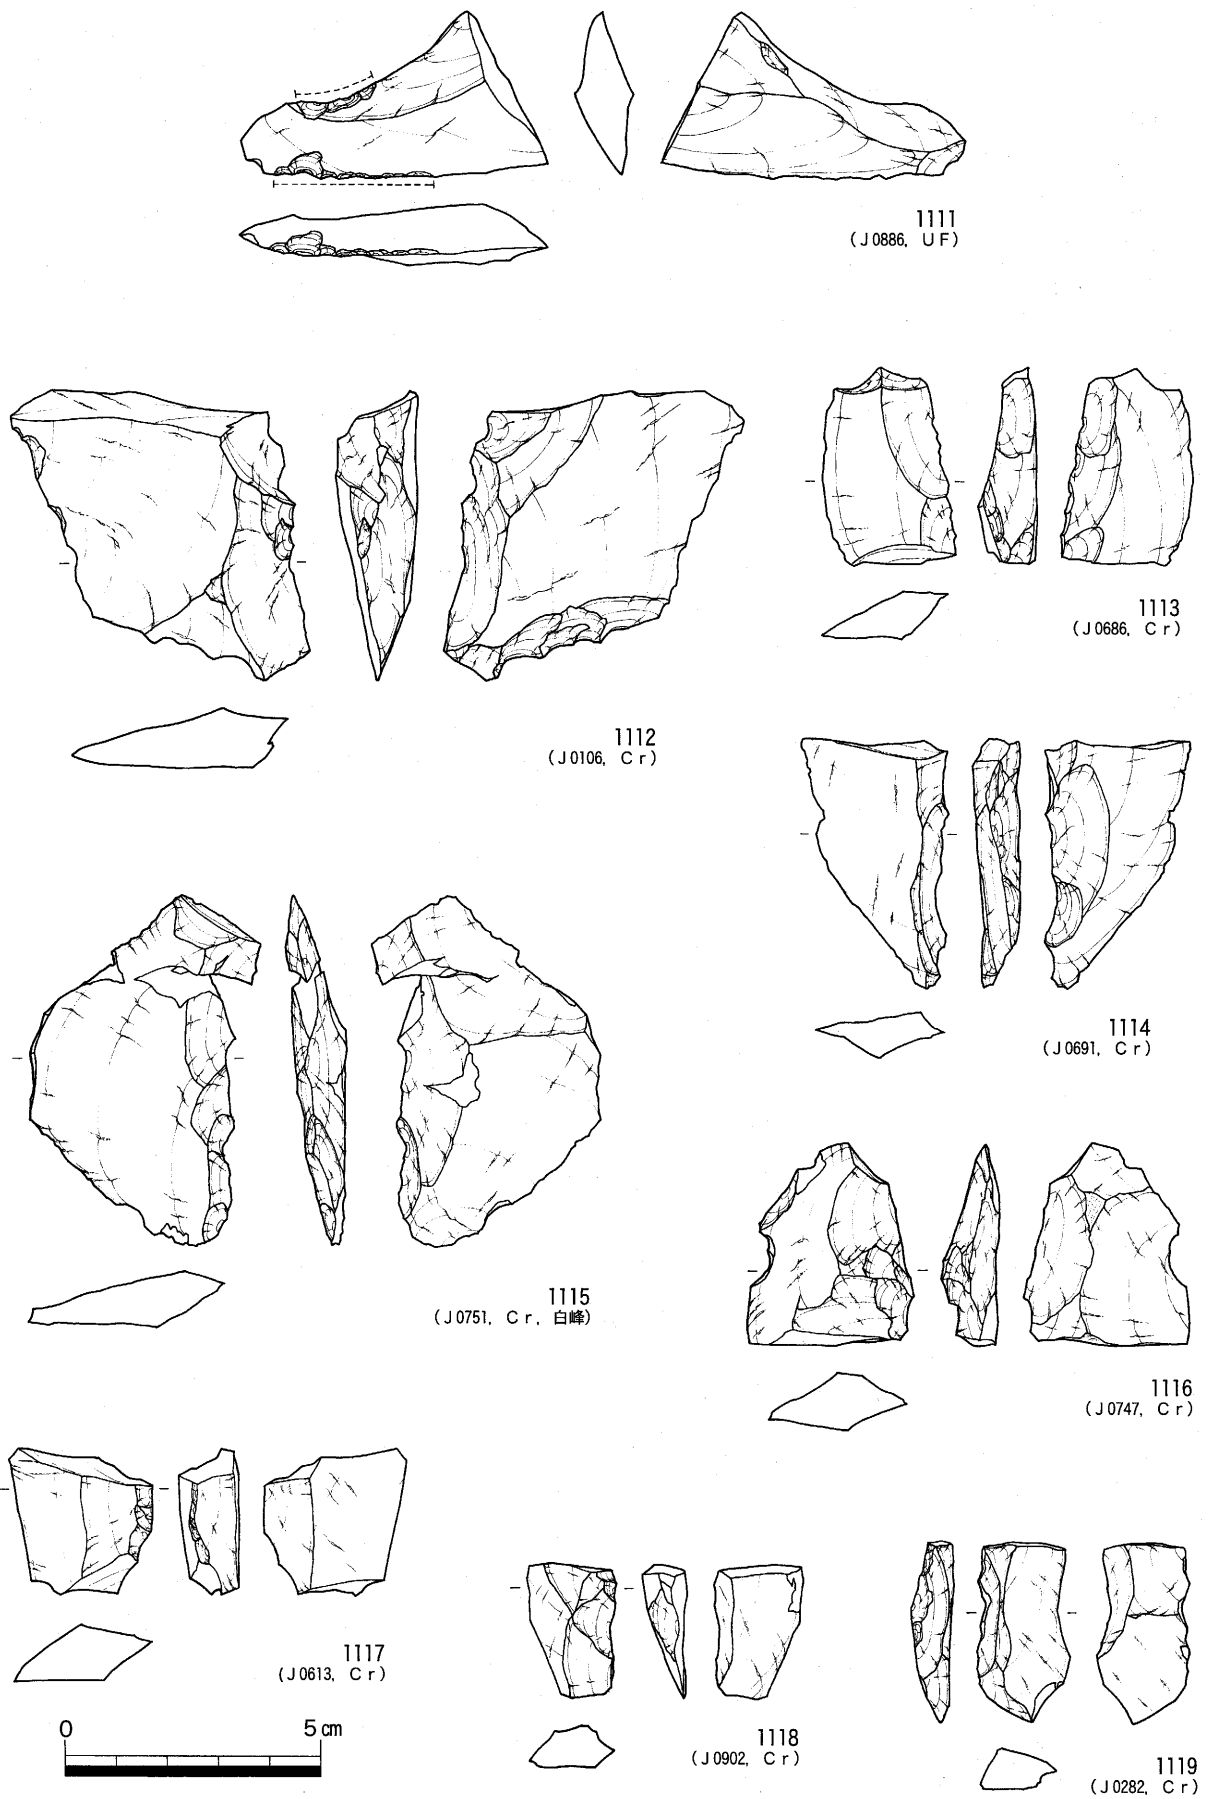 1111
(J0886, UF)
1112
(J0106, Cr)
1113
(J0686, Cr)
1114
(J0691, Cr)
1115
(J0751, Cr, 白峰)
1116
(J0747, Cr)
1117
(J0613, Cr)
1118
(J0902, Cr)
1119
(J0282, Cr)
0 5cm